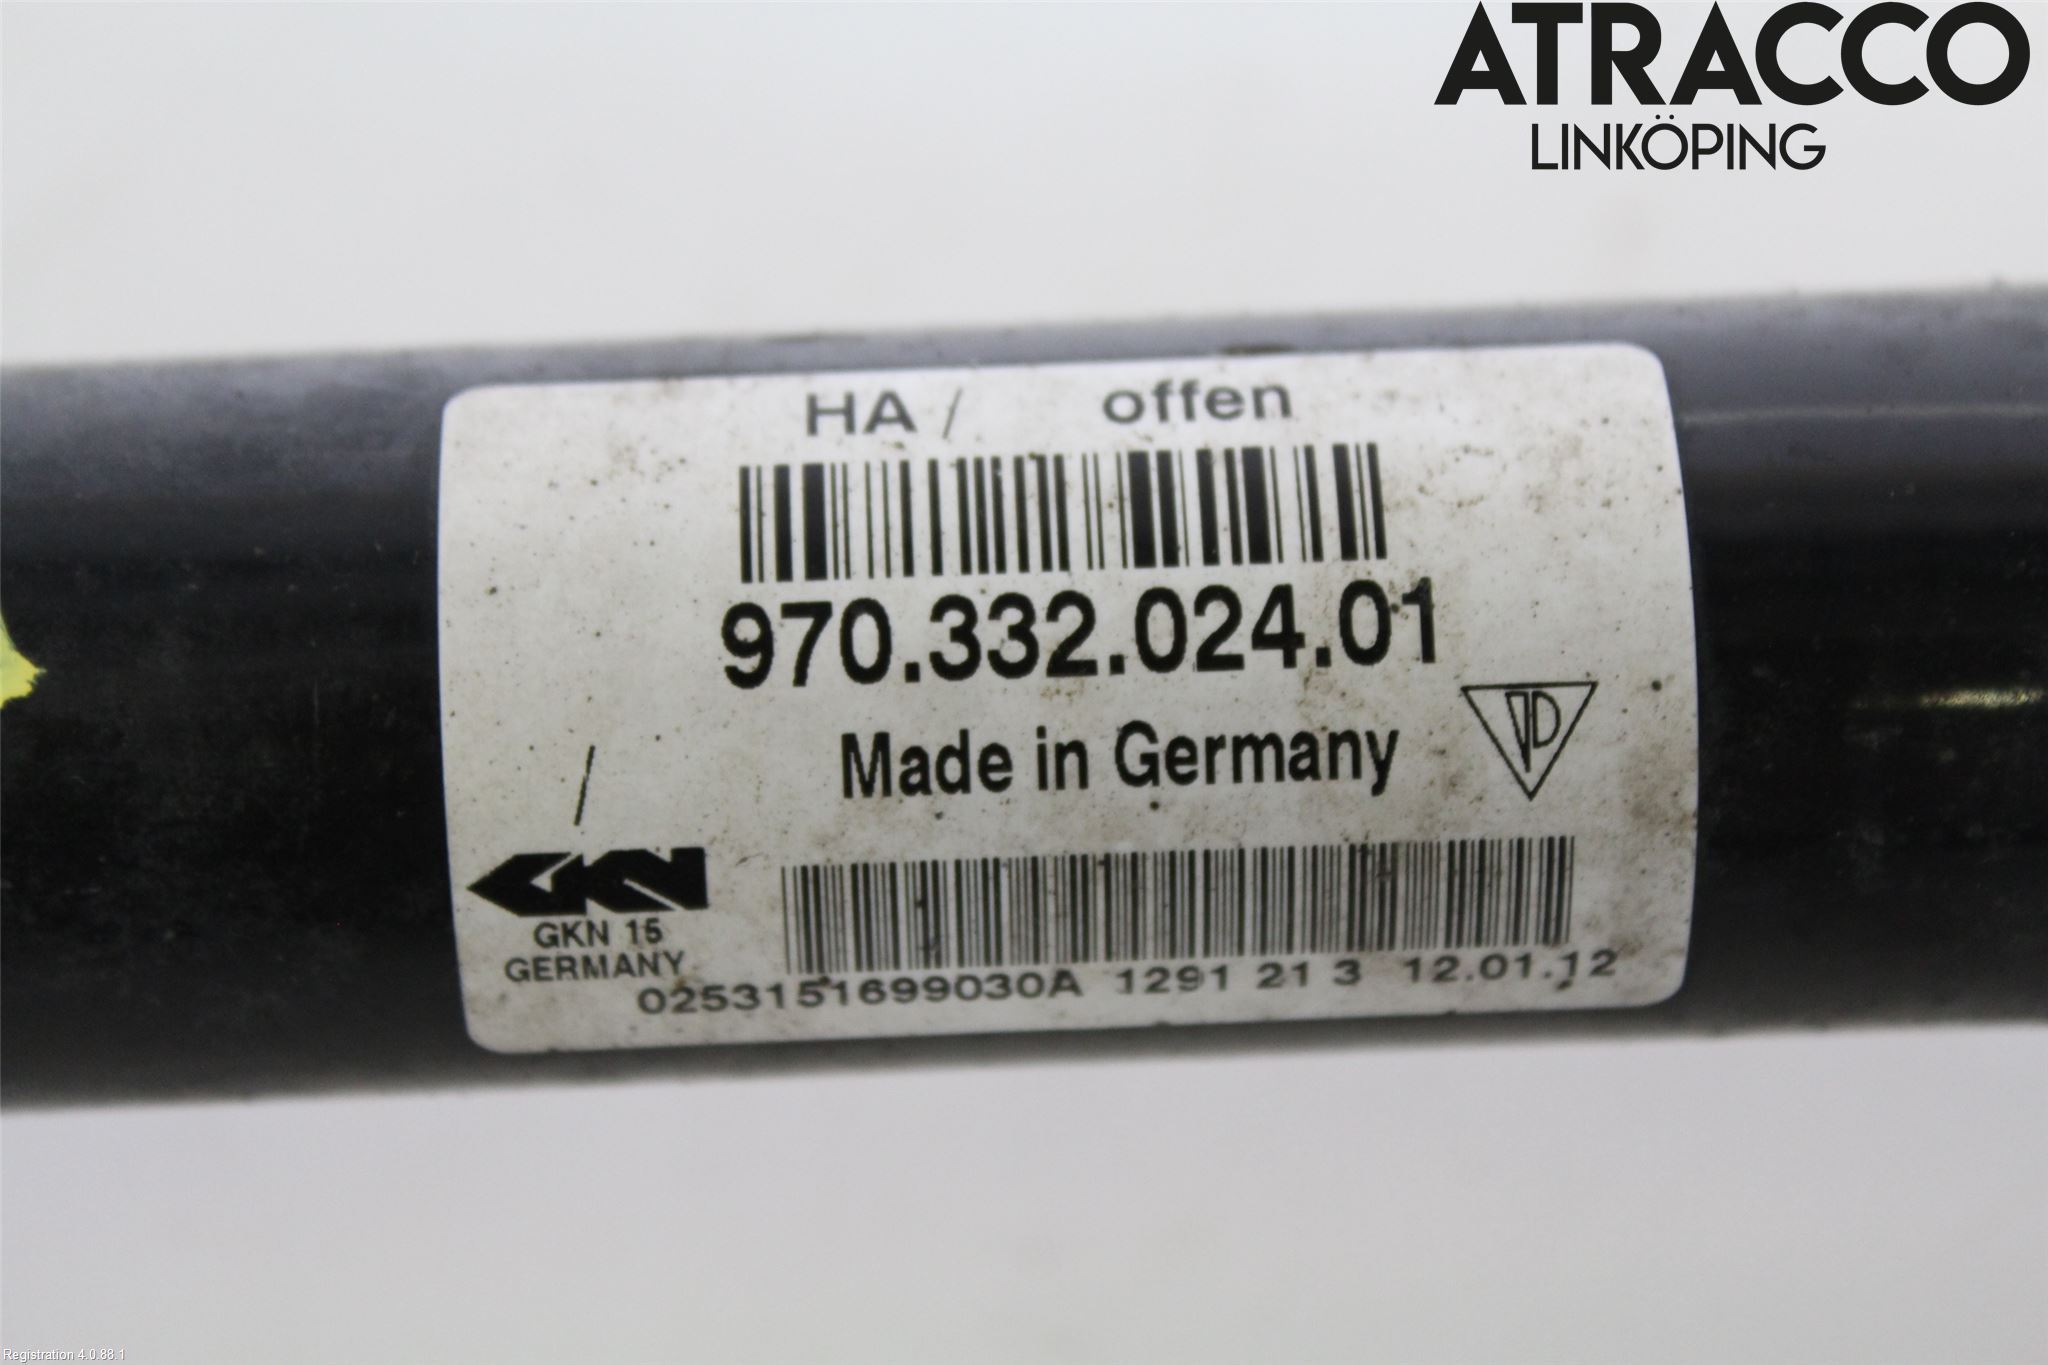 ATRACCO
LINKÖPING
HA / offen
970.332.024.01
Made in Germany
GKN
GKN 15
GERMANY
0253151699030A 1291 21 3 12.01.12
Registration 4.0.88.1